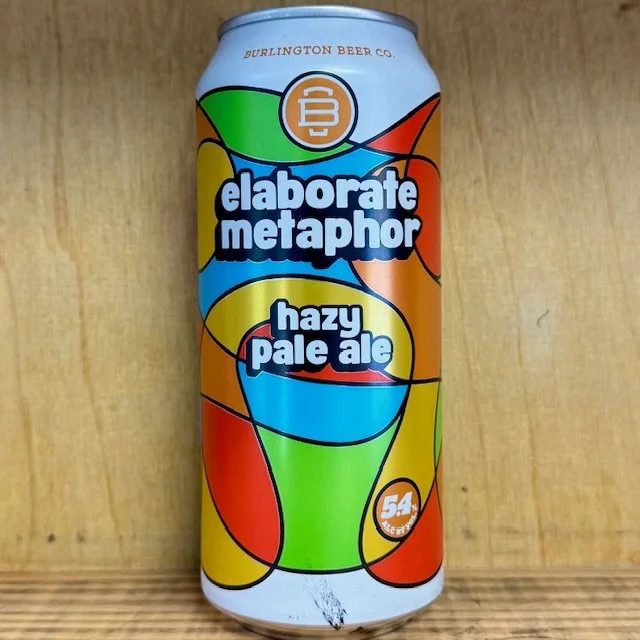 BURLINGTON BEER CO.
B
elaborate
metaphor
hazy
pale ale
5.4
ALC BY VOL